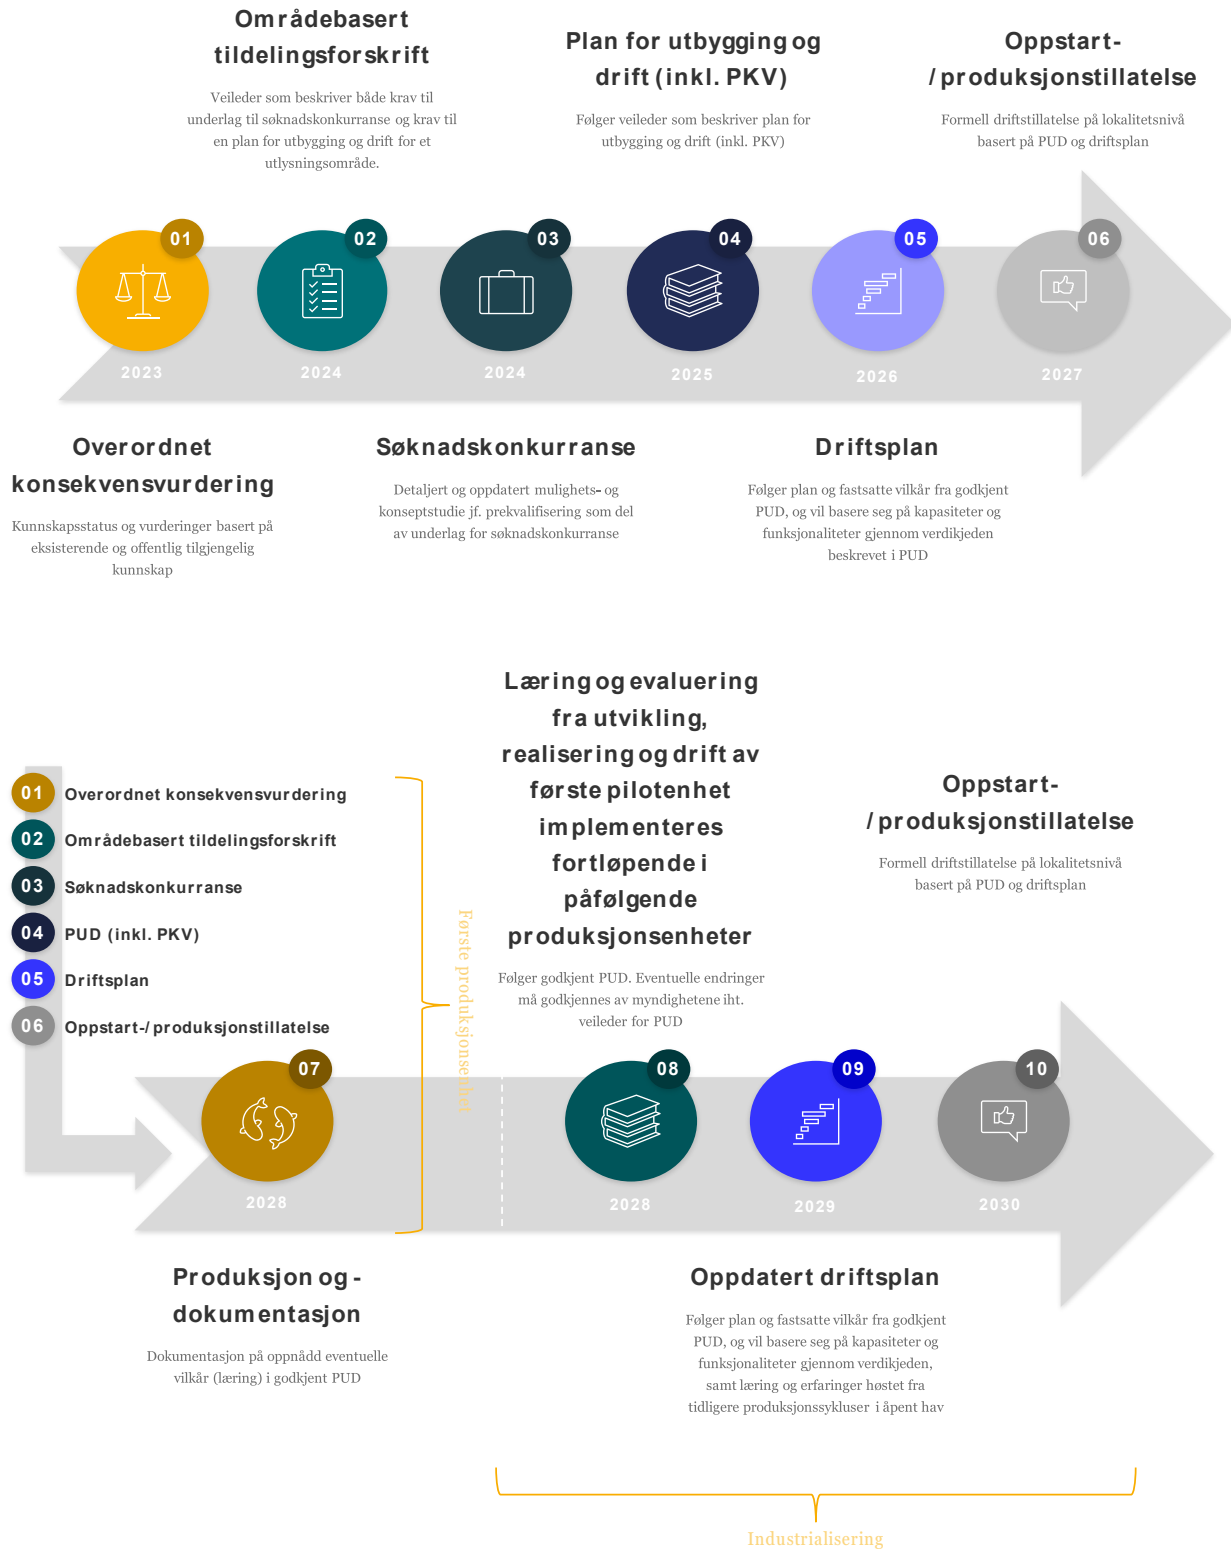 Områdebasert
tildelingsforskrift
Veileder som beskriver både krav til
underlag til søknadskonkurranse og krav til
en plan for utbygging og drift for et
utlysningsområde.
Plan for utbygging og
drift (inkl. PKV)
Følger veileder som beskriver plan for
utbygging og drift (inkl. PKV)
Oppstart-
/produksjonstillatelse
Formell driftstillatelse på lokalitetsnivå
basert på PUD og driftsplan
01
02
03
04
05
06
2023
2024
2024
2025
2026
2027
Overordnet
konsekvensvurdering
Kunnskapsstatus og vurderinger basert på
eksisterende og offentlig tilgjengelig
kunnskap
Søknadskonkurranse
Detaljert og oppdatert mulighets- og
konseptstudie jf. prekvalifisering som del
av underlag for søknadskonkurranse
Driftsplan
Følger plan og fastsatte vilkår fra godkjent
PUD, og vil basere seg på kapasiteter og
funksjonaliteter gjennom verdikjeden
beskrevet i PUD
01 Overordnet konsekvensvurdering
02 Områdebasert tildelingsforskrift
03 Søknadskonkurranse
04 PUD (inkl. PKV)
05 Driftsplan
06 Oppstart-/produksjonstillatelse
Første produksjonsenhet
Læring og evaluering
fra utvikling,
realisering og drift av
første pilotenhet
implementeres
fortløpende i
påfølgende
produksjonsenheter
Følger godkjent PUD. Eventuelle endringer
må godkjennes av myndighetene iht.
veileder for PUD
Oppstart-
/produksjonstillatelse
Formell driftstillatelse på lokalitetsnivå
basert på PUD og driftsplan
07
08
09
10
2028
2028
2029
2030
Produksjon og -
dokumentasjon
Dokumentasjon på oppnådd eventuelle
vilkår (læring) i godkjent PUD
Oppdatert driftsplan
Følger plan og fastsatte vilkår fra godkjent
PUD, og vil basere seg på kapasiteter og
funksjonaliteter gjennom verdikjeden,
samt læring og erfaringer høstet fra
tidligere produksjonssykluser i åpent hav
Industrialisering